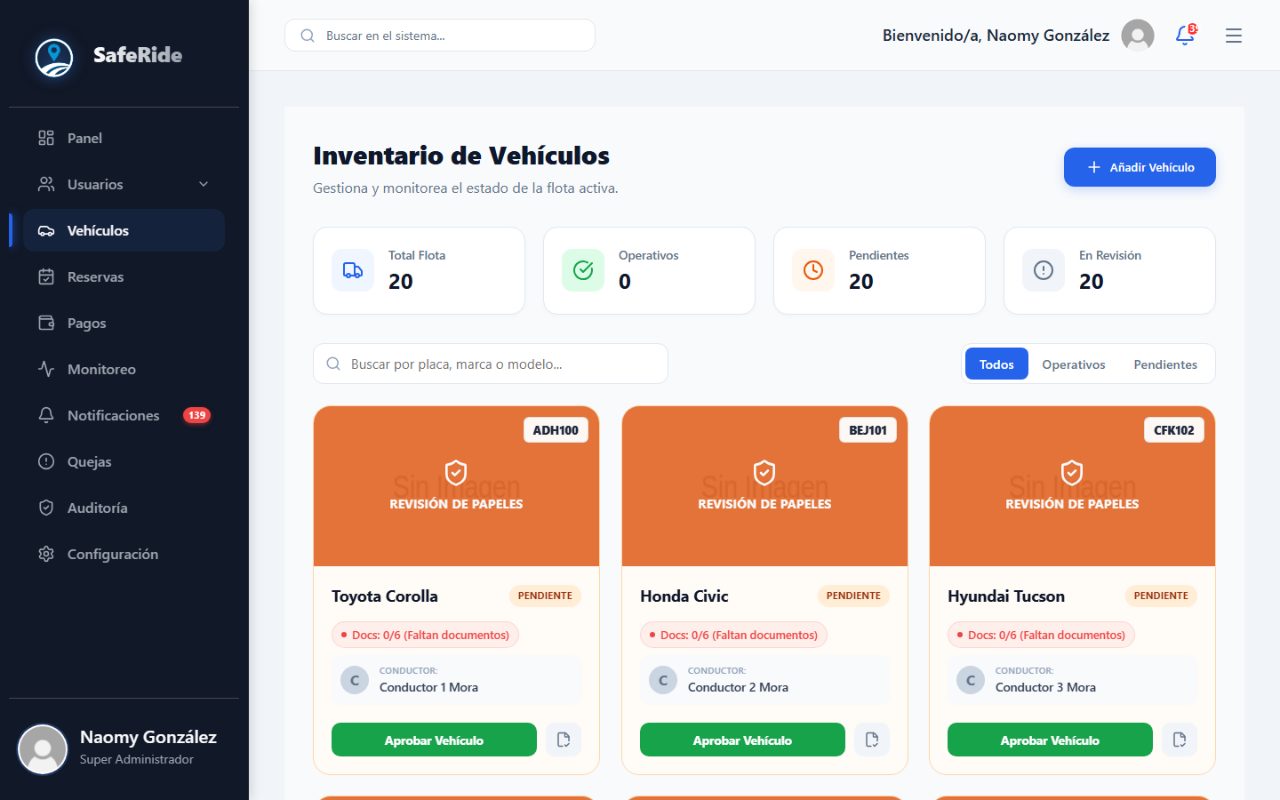 SafeRide
Panel
Usuarios
Vehículos
Reservas
Pagos
Monitoreo
Notificaciones 139
Quejas
Auditoría
Configuración
Naomy González
Super Administrador
Buscar en el sistema...
Bienvenido/a, Naomy González
Inventario de Vehículos
Gestiona y monitorea el estado de la flota activa.
Añadir Vehículo
Total Flota
20
Operativos
0
Pendientes
20
En Revisión
20
Buscar por placa, marca o modelo...
Todos Operativos Pendientes
ADH100
Sin Imagen
REVISIÓN DE PAPELES
Toyota Corolla PENDIENTE
Docs: 0/6 (Faltan documentos)
C
CONDUCTOR:
Conductor 1 Mora
Aprobar Vehículo
BEJ101
Sin Imagen
REVISIÓN DE PAPELES
Honda Civic PENDIENTE
Docs: 0/6 (Faltan documentos)
C
CONDUCTOR:
Conductor 2 Mora
Aprobar Vehículo
CFK102
Sin Imagen
REVISIÓN DE PAPELES
Hyundai Tucson PENDIENTE
Docs: 0/6 (Faltan documentos)
C
CONDUCTOR:
Conductor 3 Mora
Aprobar Vehículo